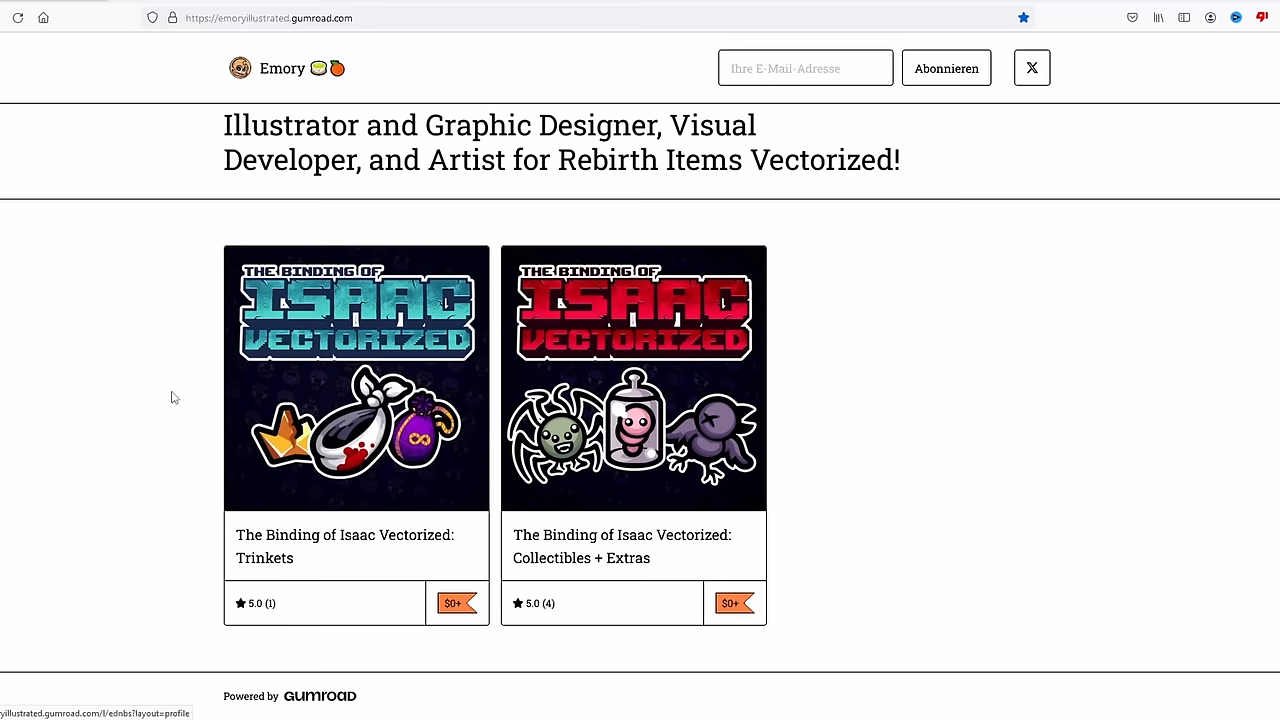 https://emoryillustrated.gumroad.com
Emory
Ihre E-Mail-Adresse
Abonnieren
Illustrator and Graphic Designer, Visual
Developer, and Artist for Rebirth Items Vectorized!
THE BINDING OF
ISAAC
VECTORIZED
THE BINDING OF
ISAAC
VECTORIZED
The Binding of Isaac Vectorized:
Trinkets
The Binding of Isaac Vectorized:
Collectibles + Extras
5.0 (1)
$0+
5.0 (4)
$0+
Powered by GUMROAD
yillustrated.gumroad.com/l/ednbs?layout=profile